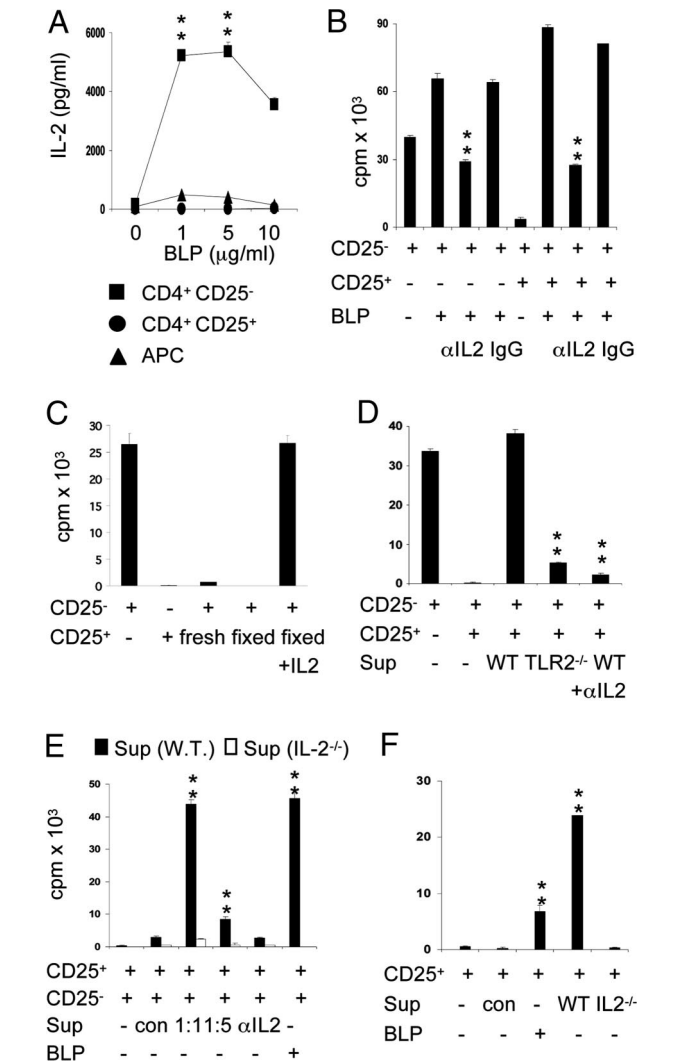 A
* *
* *
6000
4000
2000
0
IL-2 (pg/ml)
0 1 5 10
BLP (μg/ml)
■ CD4⁺ CD25⁻
● CD4⁺ CD25⁺
▲ APC
B
90
60
30
0
cpm x 10³
* *
* *
CD25⁻ + + + + + + + +
CD25⁺ - - - - + + + +
BLP - + + + - + + +
αIL2 IgG αIL2 IgG
C
30
25
20
15
10
5
0
cpm x 10³
CD25⁻ + - + + +
CD25⁺ - + fresh fixed fixed
+IL2
D
40
30
20
10
0
* *
* *
CD25⁻ + + + + +
CD25⁺ - + + + +
Sup - - WT TLR2⁻/⁻ WT
+αIL2
E
■ Sup (W.T.) □ Sup (IL-2⁻/⁻)
50
40
30
20
10
0
cpm x 10³
* *
* *
* *
CD25⁺ + + + + + +
CD25⁻ + + + + + +
Sup - con 1:11:5 αIL2 -
BLP - - - - - +
F
30
20
10
0
* *
* *
CD25⁺ + + + + +
Sup - con - WT IL2⁻/⁻
BLP - - + - -